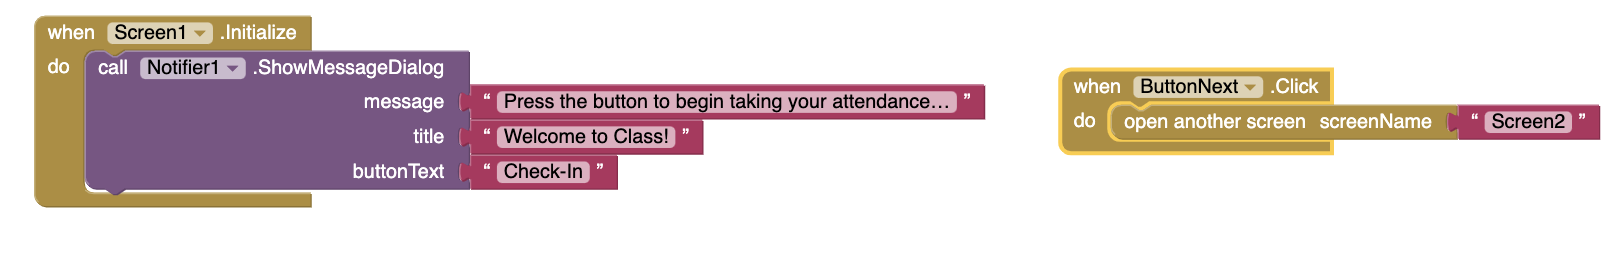 when Screen1 .Initialize
do call Notifier1 .ShowMessageDialog
message “ Press the button to begin taking your attendance... ”
title “ Welcome to Class! ”
buttonText “ Check-In ”
when ButtonNext .Click
do open another screen screenName “ Screen2 ”